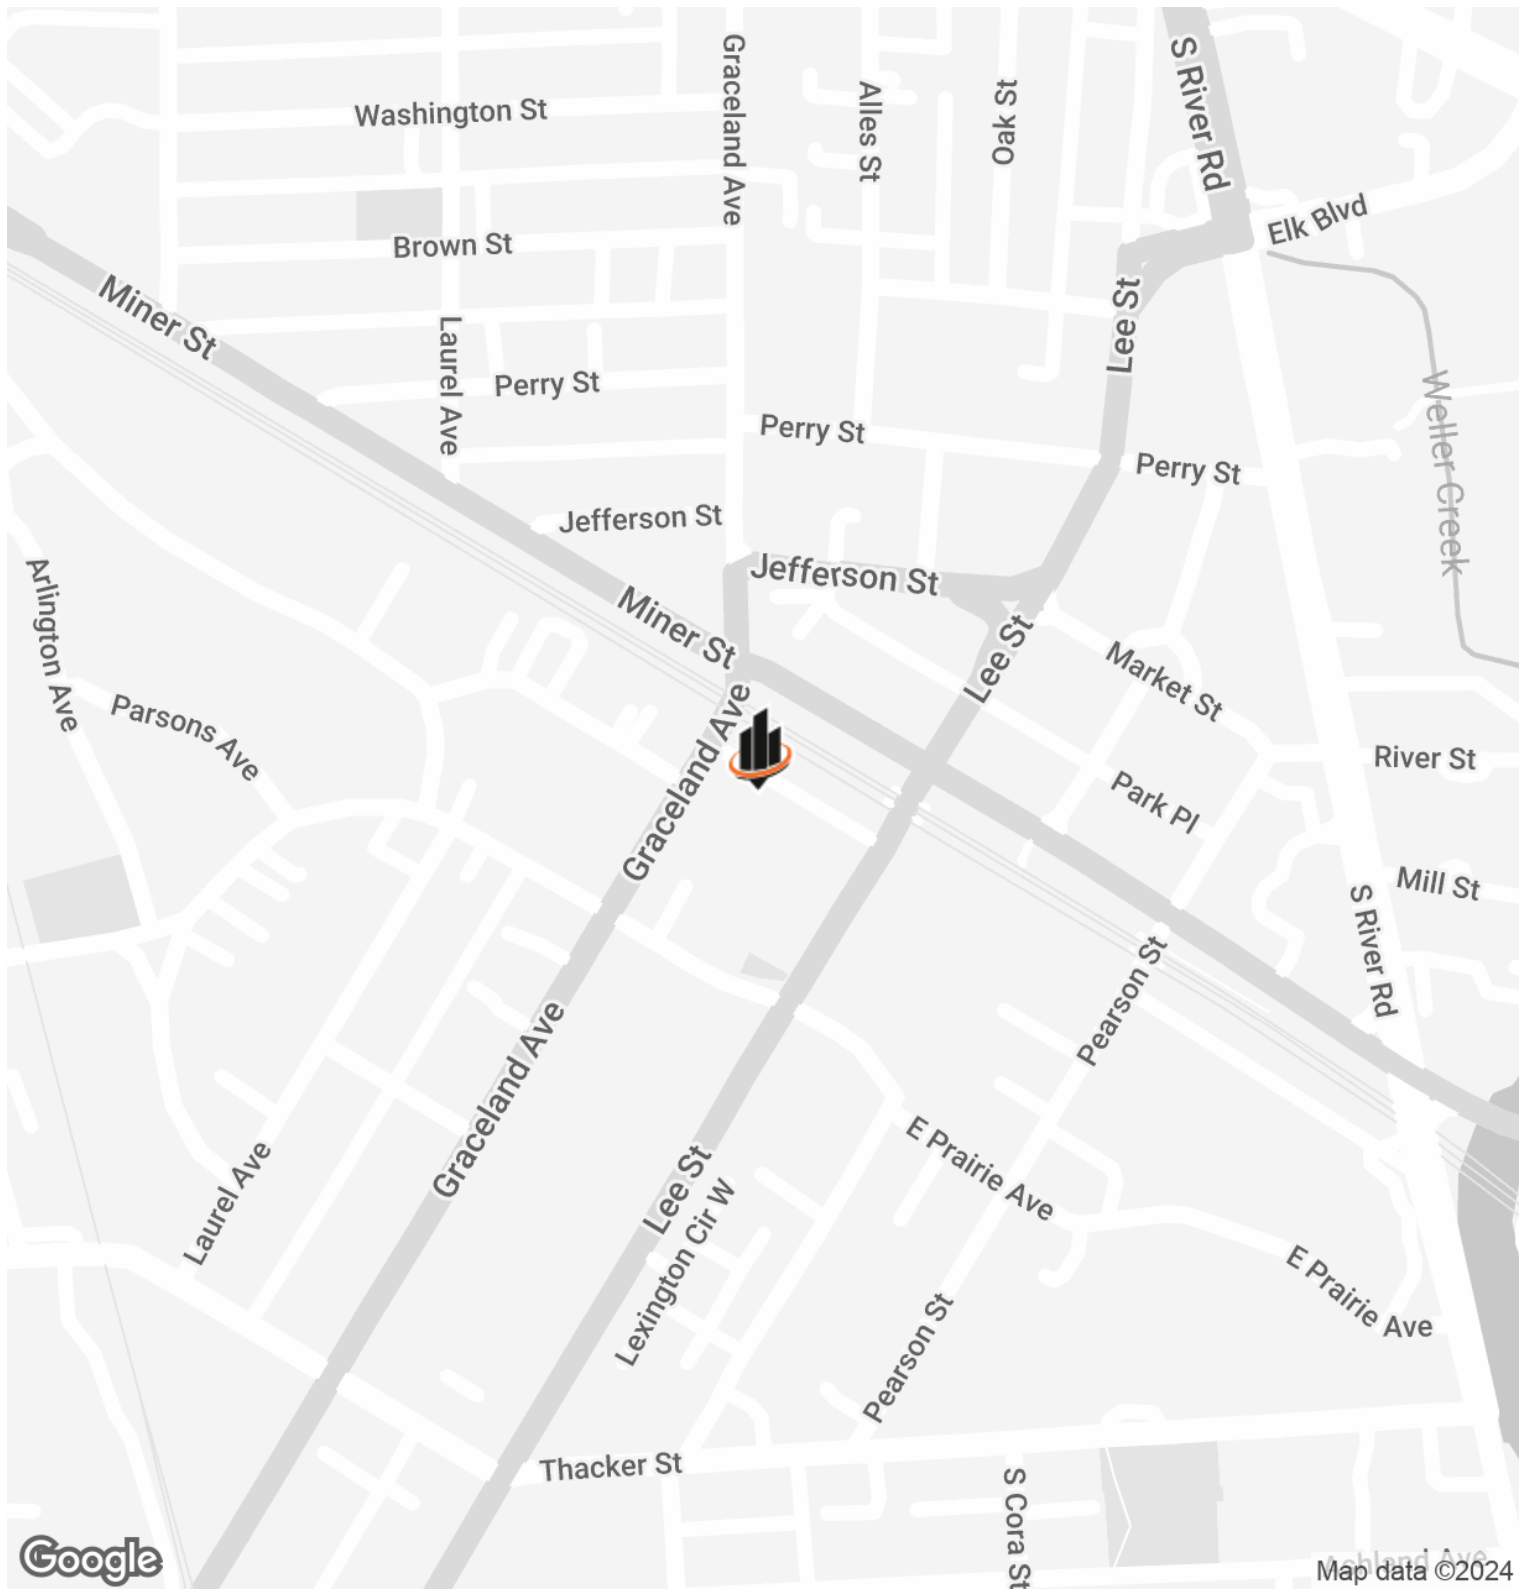 Graceland Ave
S River Rd
Washington St
Alles St
Oak St
Elk Blvd
Brown St
Miner St
Lee St
Laurel Ave
Perry St
Perry St
Perry St
Weller Creek
Jefferson St
Jefferson St
Miner St
Arlington Ave
Lee St
Market St
Parsons Ave
Graceland Ave
River St
Park Pl
Mill St
S River Rd
Pearson St
Graceland Ave
E Prairie Ave
Laurel Ave
Lee St
Lexington Cir W
E Prairie Ave
Pearson St
Thacker St
S Cora St
Ashland Ave
Google
Map data ©2024